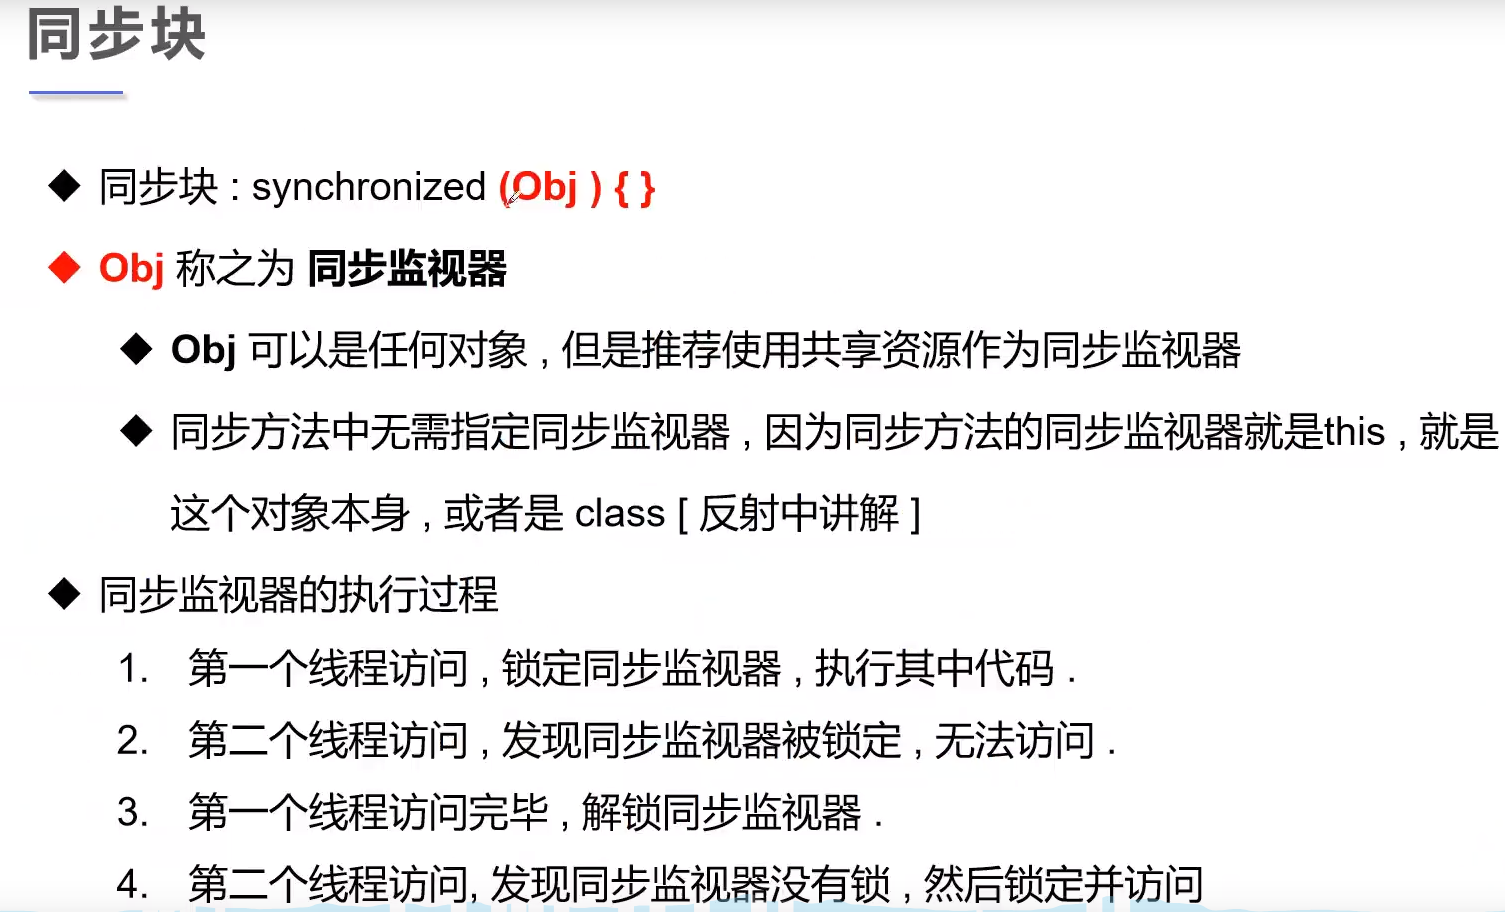 同步块
同步块 : synchronized (Obj ) { }
Obj 称之为 同步监视器
Obj 可以是任何对象 , 但是推荐使用共享资源作为同步监视器
同步方法中无需指定同步监视器 , 因为同步方法的同步监视器就是this , 就是
这个对象本身 , 或者是 class [ 反射中讲解 ]
同步监视器的执行过程
1. 第一个线程访问 , 锁定同步监视器 , 执行其中代码 .
2. 第二个线程访问 , 发现同步监视器被锁定 , 无法访问 .
3. 第一个线程访问完毕 , 解锁同步监视器 .
4. 第二个线程访问, 发现同步监视器没有锁 , 然后锁定并访问